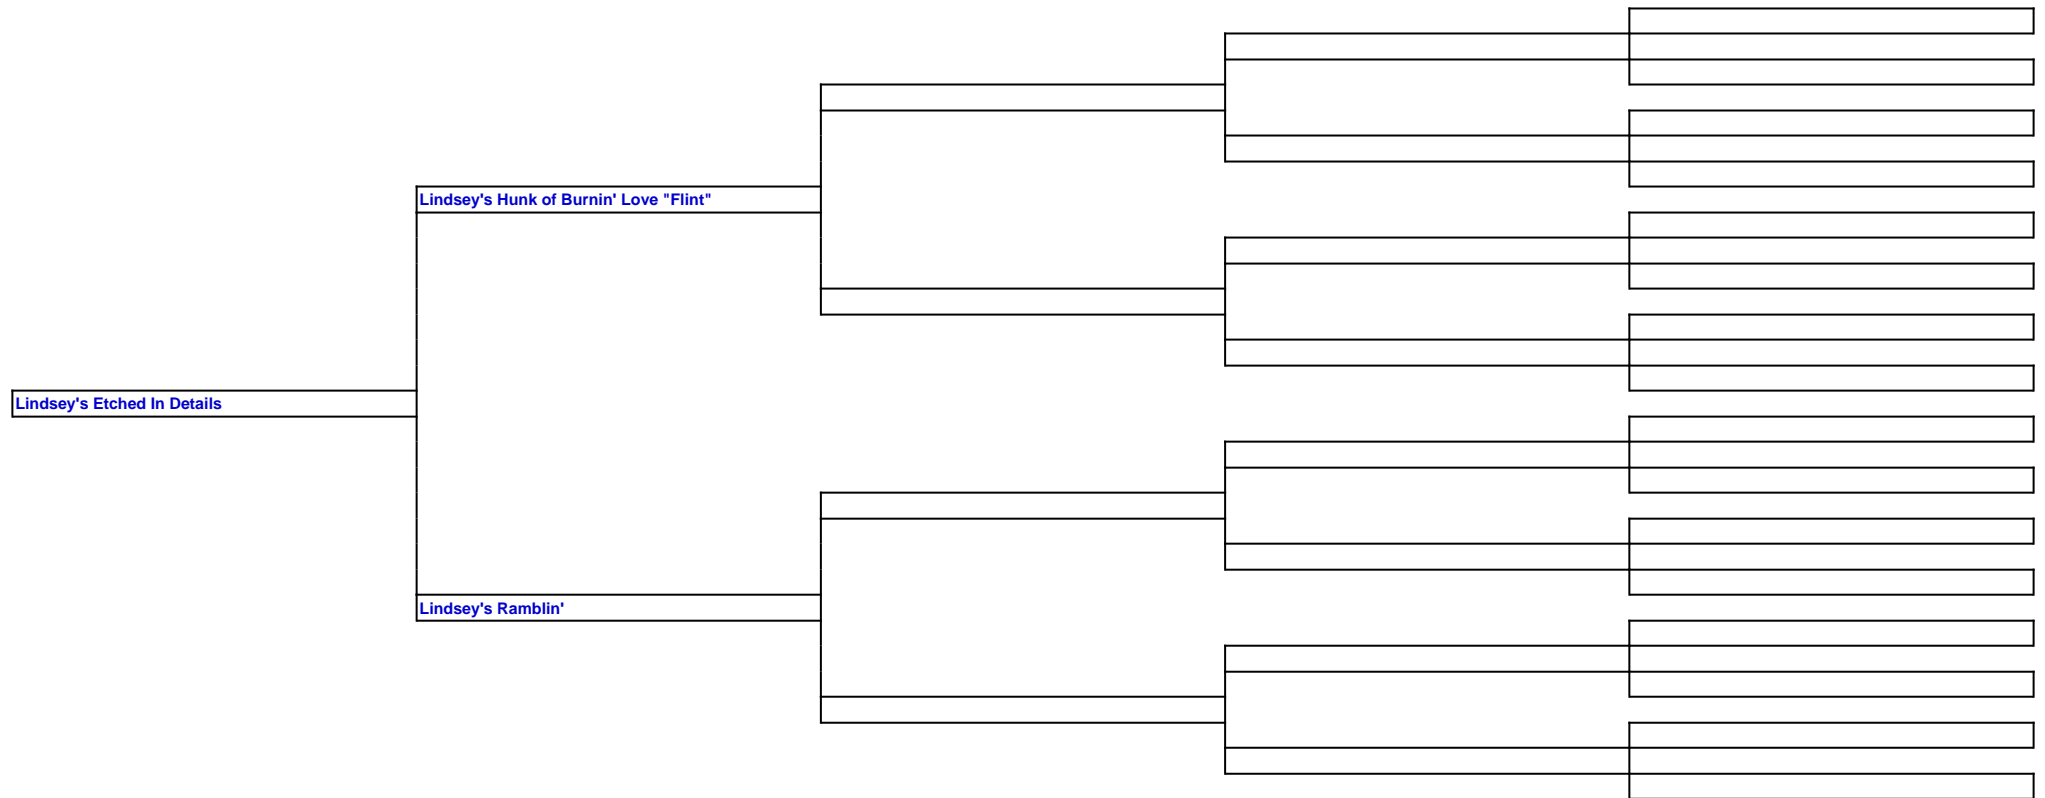 Lindsey's Hunk of Burnin' Love "Flint"
Lindsey's Etched In Details
Lindsey's Ramblin'